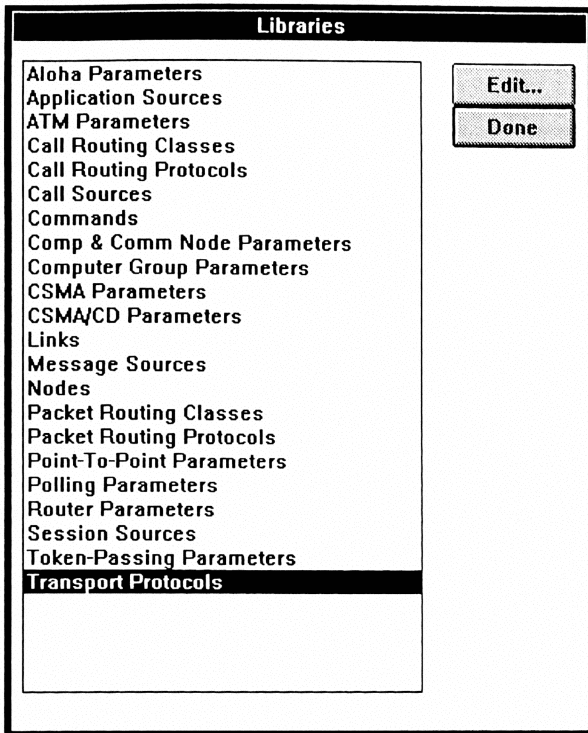 Libraries
Aloha Parameters
Application Sources
ATM Parameters
Call Routing Classes
Call Routing Protocols
Call Sources
Commands
Comp & Comm Node Parameters
Computer Group Parameters
CSMA Parameters
CSMA/CD Parameters
Links
Message Sources
Nodes
Packet Routing Classes
Packet Routing Protocols
Point-To-Point Parameters
Polling Parameters
Router Parameters
Session Sources
Token-Passing Parameters
Transport Protocols
Edit...
Done